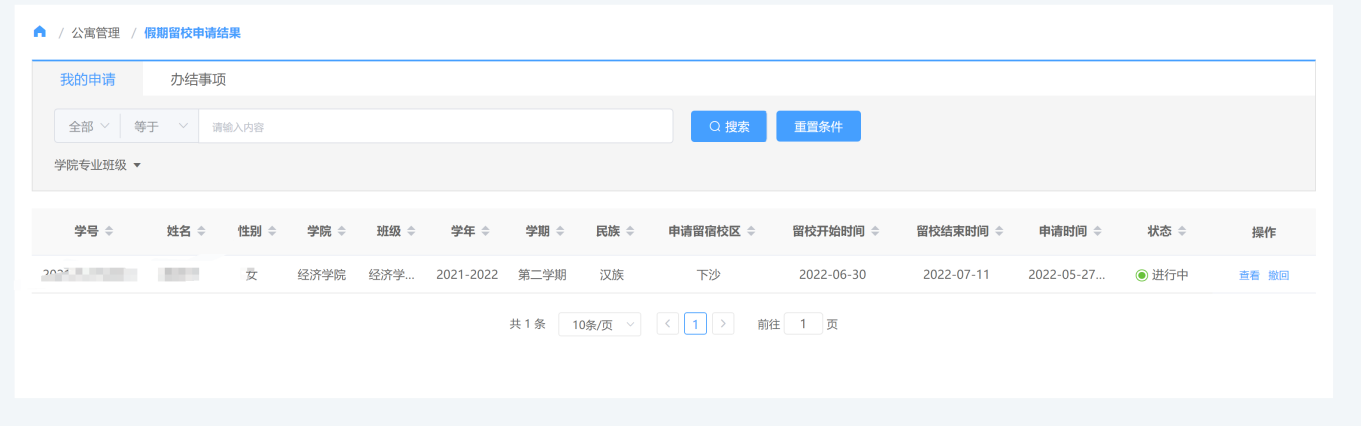 / 公寓管理 / 假期留校申请结果
我的申请 办结事项
全部 等于 请输入内容 搜索 重置条件
学院专业班级
学号 姓名 性别 学院 班级 学年 学期 民族 申请留宿校区 留校开始时间 留校结束时间 申请时间 状态 操作
女 经济学院 经济学... 2021-2022 第二学期 汉族 下沙 2022-06-30 2022-07-11 2022-05-27... 进行中 查看 撤回
共 1 条 10条/页 1 前往 1 页